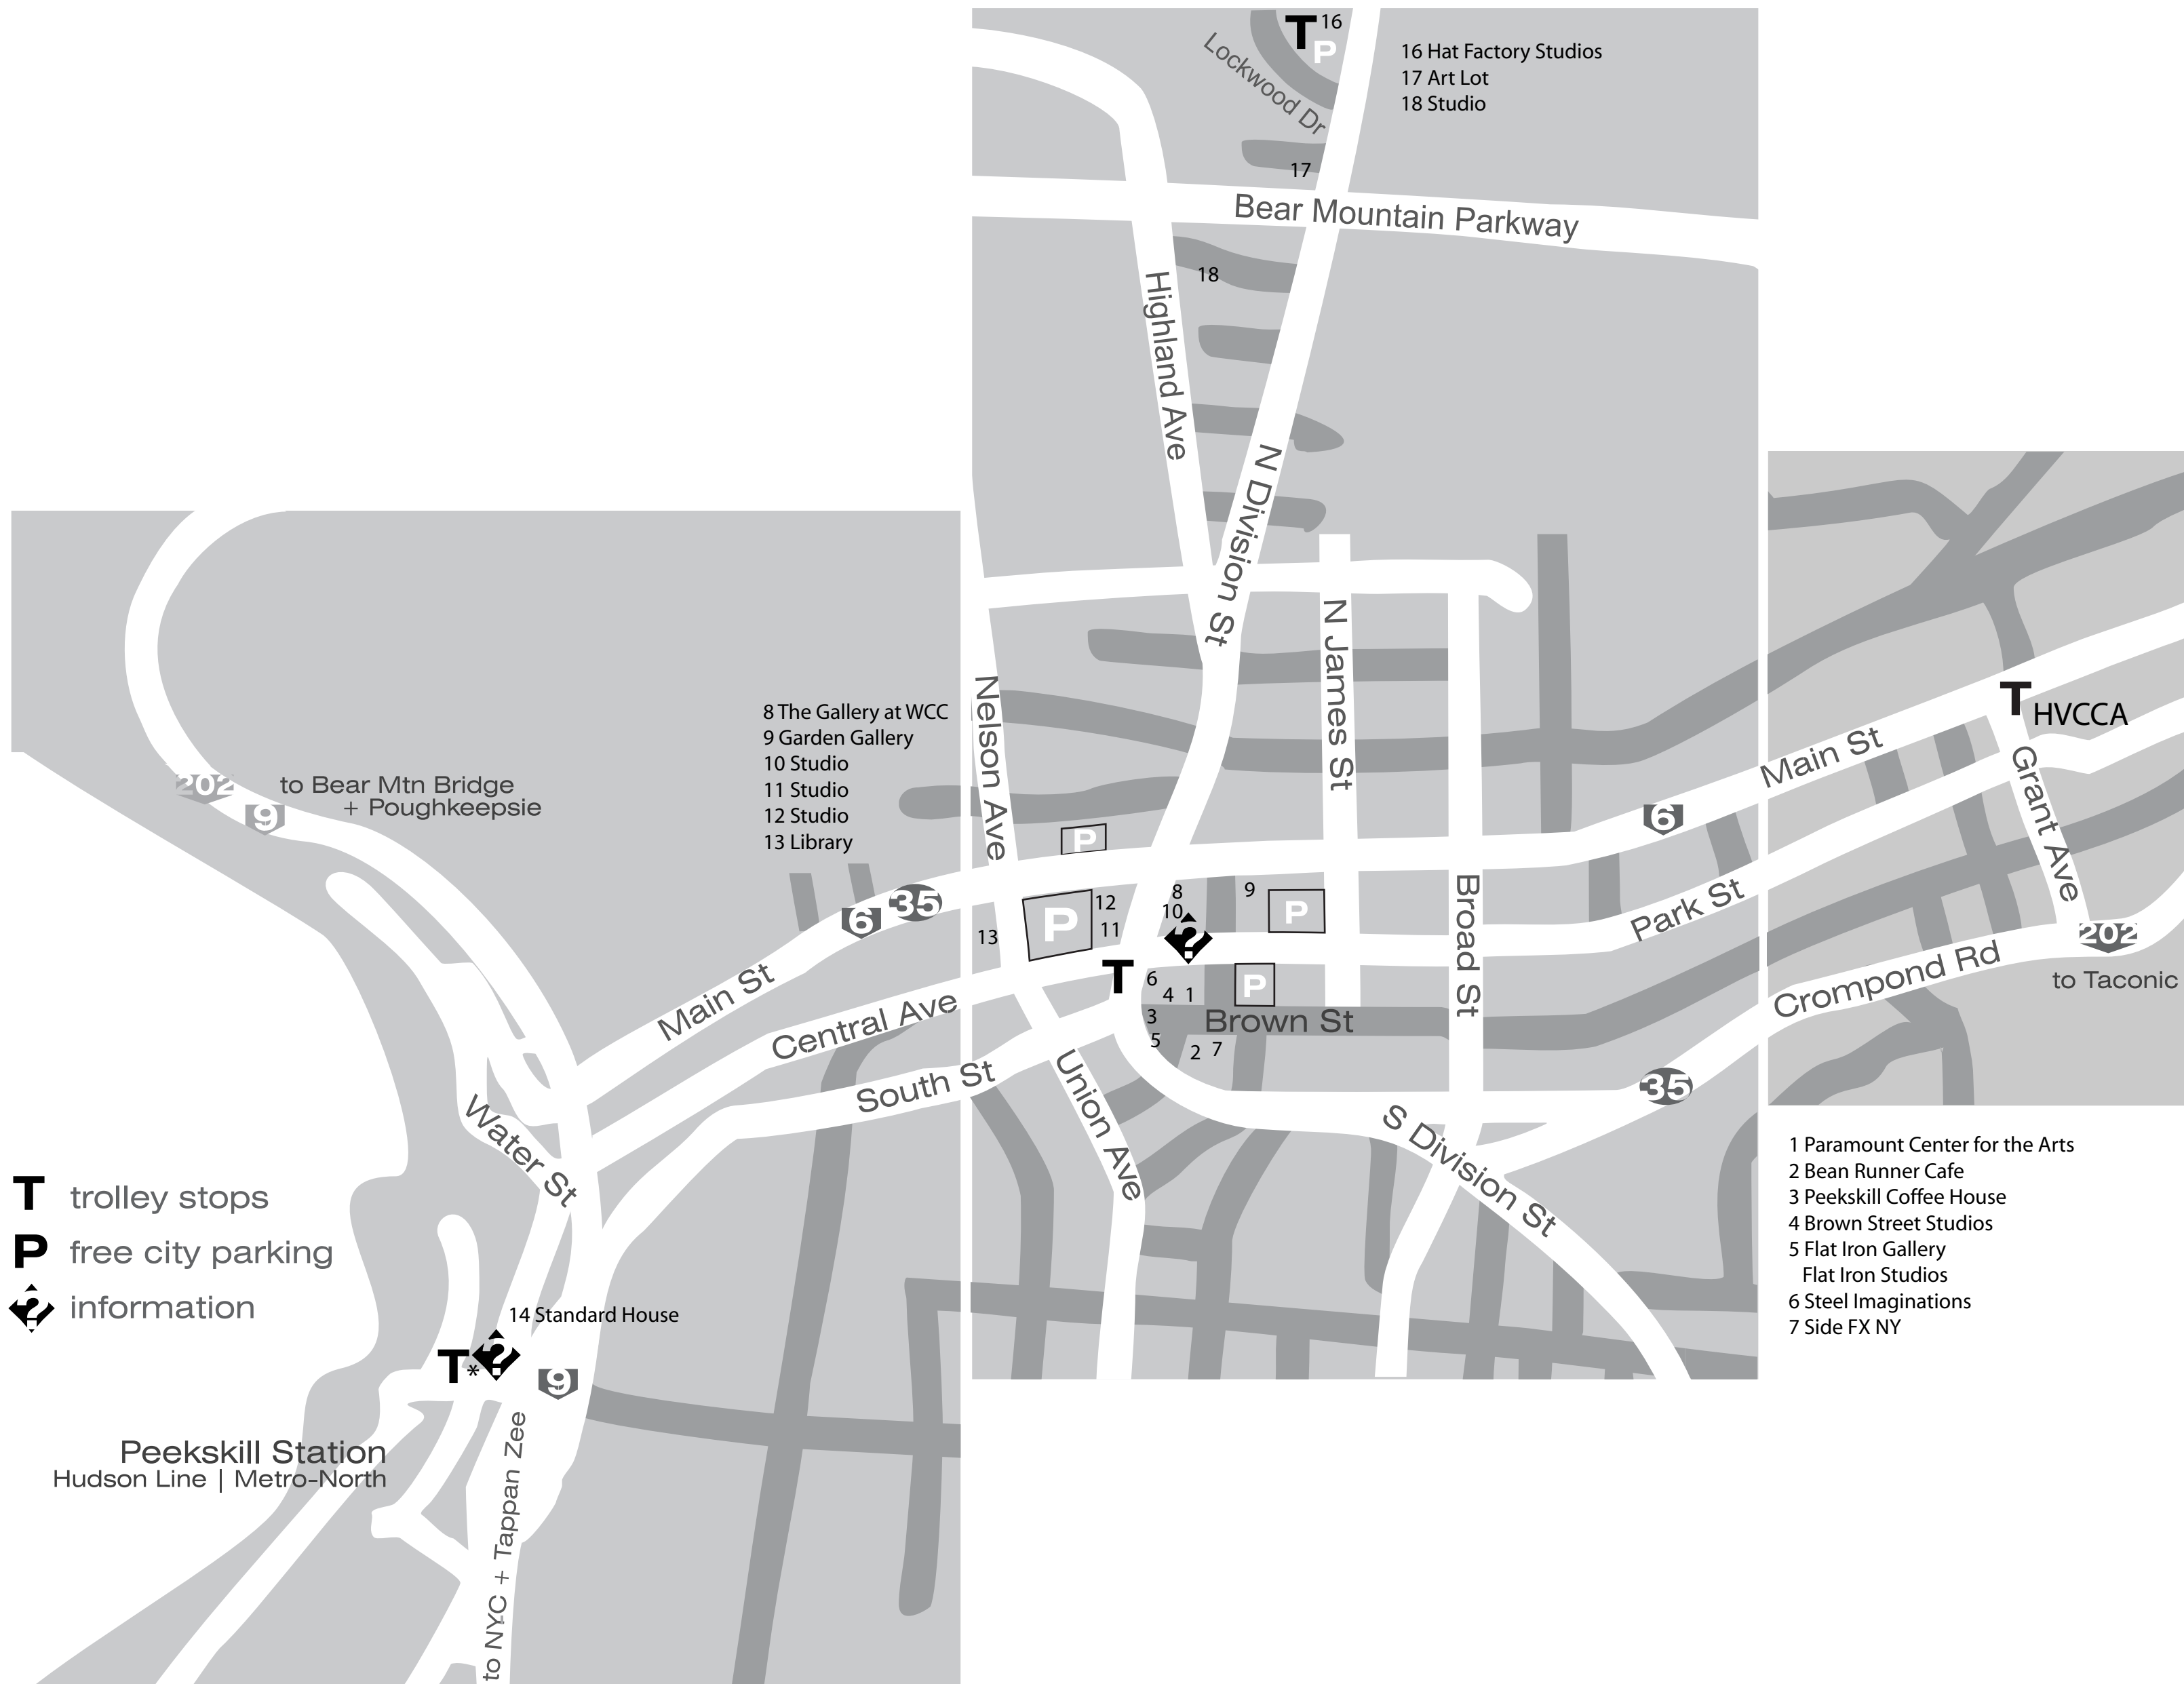 T 16
P
Lockwood Dr
16 Hat Factory Studios
17 Art Lot
18 Studio
17
Bear Mountain Parkway
18
Highland Ave
N Division St
N James St
Nelson Ave
8 The Gallery at WCC
9 Garden Gallery
10 Studio
11 Studio
12 Studio
13 Library
T HVCCA
Main St
Grant Ave
202
9
to Bear Mtn Bridge
+ Poughkeepsie
6
P
6
35
P
12
11
13
8
10
?
9
P
Broad St
Park St
202
to Taconic
Crompond Rd
Main St
Central Ave
T
6
4 1
P
3
Brown St
5
2 7
South St
Union Ave
35
S Division St
Water St
1 Paramount Center for the Arts
2 Bean Runner Cafe
3 Peekskill Coffee House
4 Brown Street Studios
5 Flat Iron Gallery
Flat Iron Studios
6 Steel Imaginations
7 Side FX NY
T trolley stops
P free city parking
? information
14 Standard House
T* ?
9
Peekskill Station
Hudson Line | Metro-North
to NYC + Tappan Zee